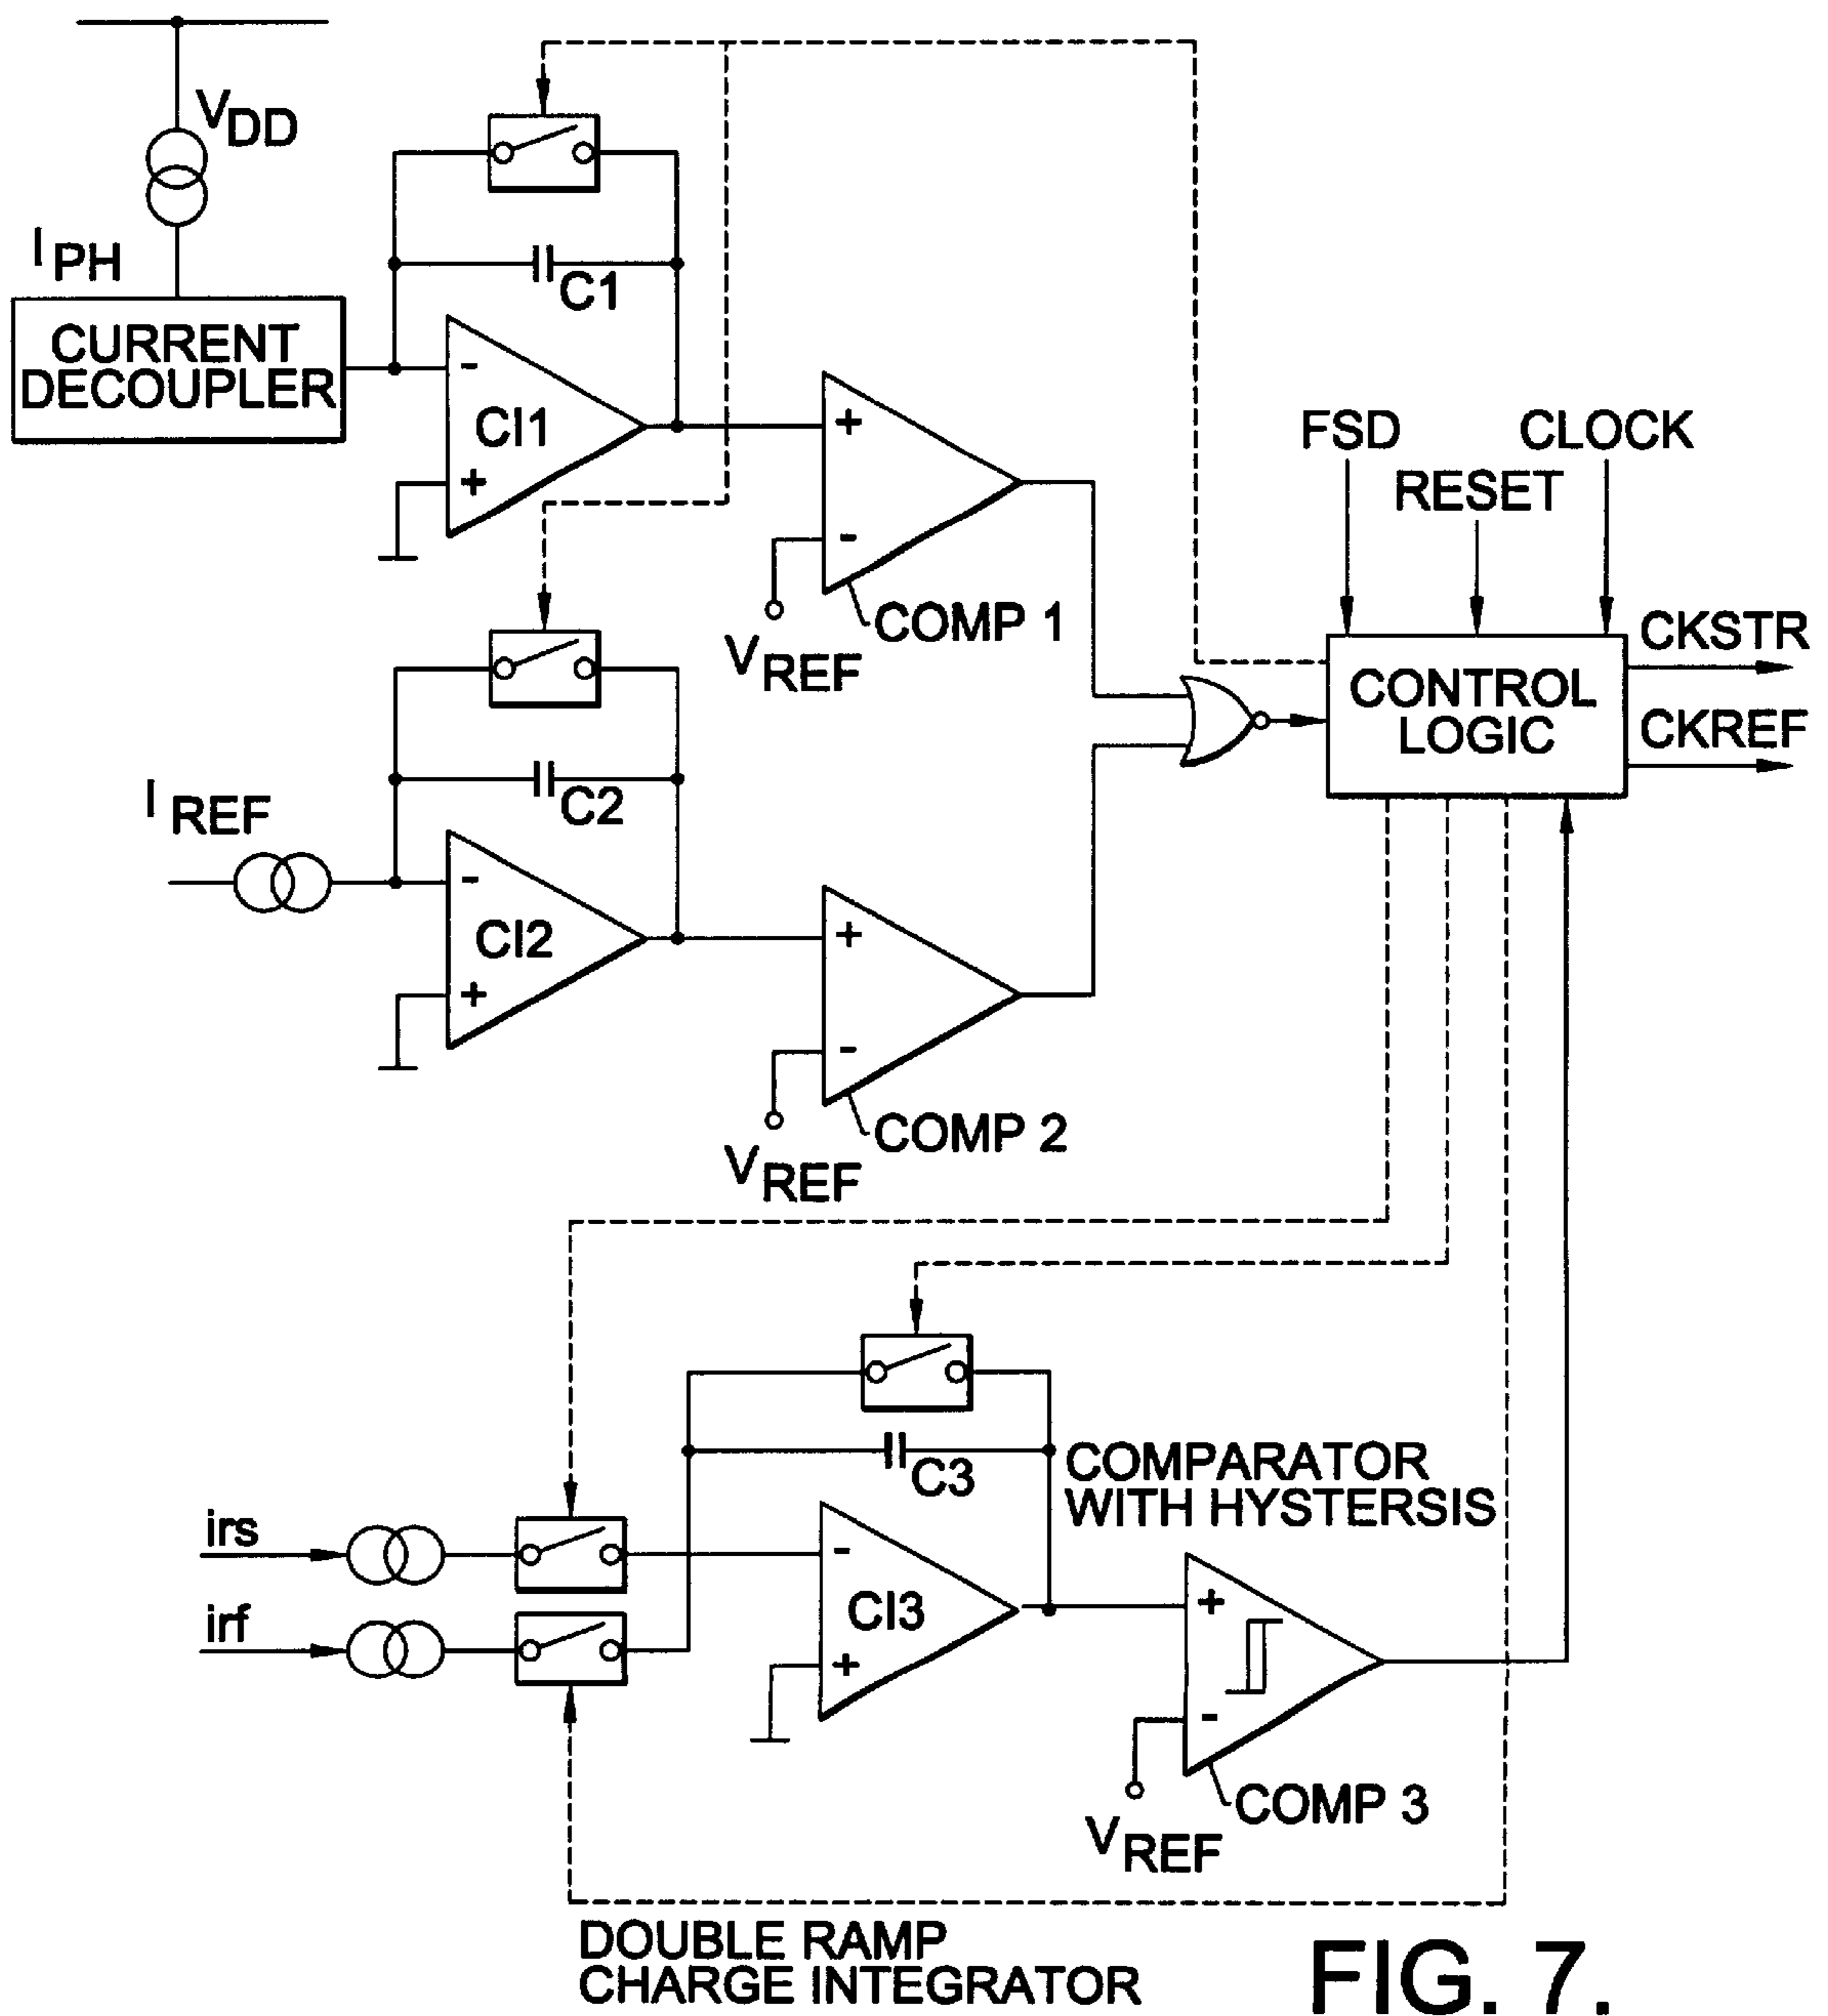 VDD
IPH
CURRENT
DECOUPLER
C1
-
CI1
+
+
-
COMP 1
VREF
FSD
CLOCK
RESET
CKSTR
CONTROL
LOGIC
CKREF
C2
IREF
-
CI2
+
+
-
COMP 2
VREF
C3
COMPARATOR
WITH HYSTERSIS
irs
-
CI3
+
irf
+
-
COMP 3
VREF
DOUBLE RAMP
CHARGE INTEGRATOR
FIG. 7.